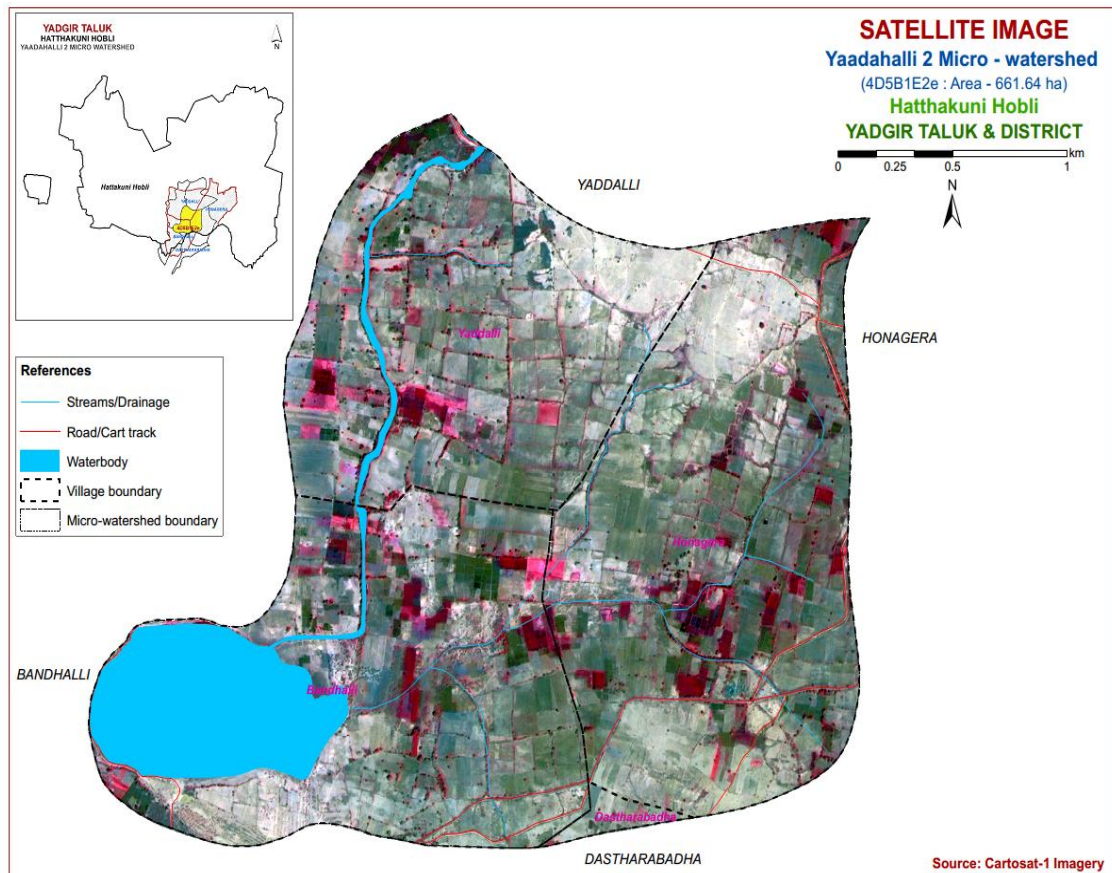 YADGIR TALUK
HATTHAKUNI HOBLI
YAADAHALLI 2 MICRO WATERSHED
N
Hattakuni Hobli
4D5B1E2e
SATELLITE IMAGE
Yaadahalli 2 Micro - watershed
(4D5B1E2e : Area - 661.64 ha)
Hatthakuni Hobli
YADGIR TALUK & DISTRICT
km
0 0.25 0.5 1
N
YADDALLI
HONAGERA
Yaddalli
References
Streams/Drainage
Road/Cart track
Waterbody
Village boundary
Micro-watershed boundary
Honagera
BANDHALLI
Bandhalli
Dastharabadha
DASTHARABADHA
Source: Cartosat-1 Imagery